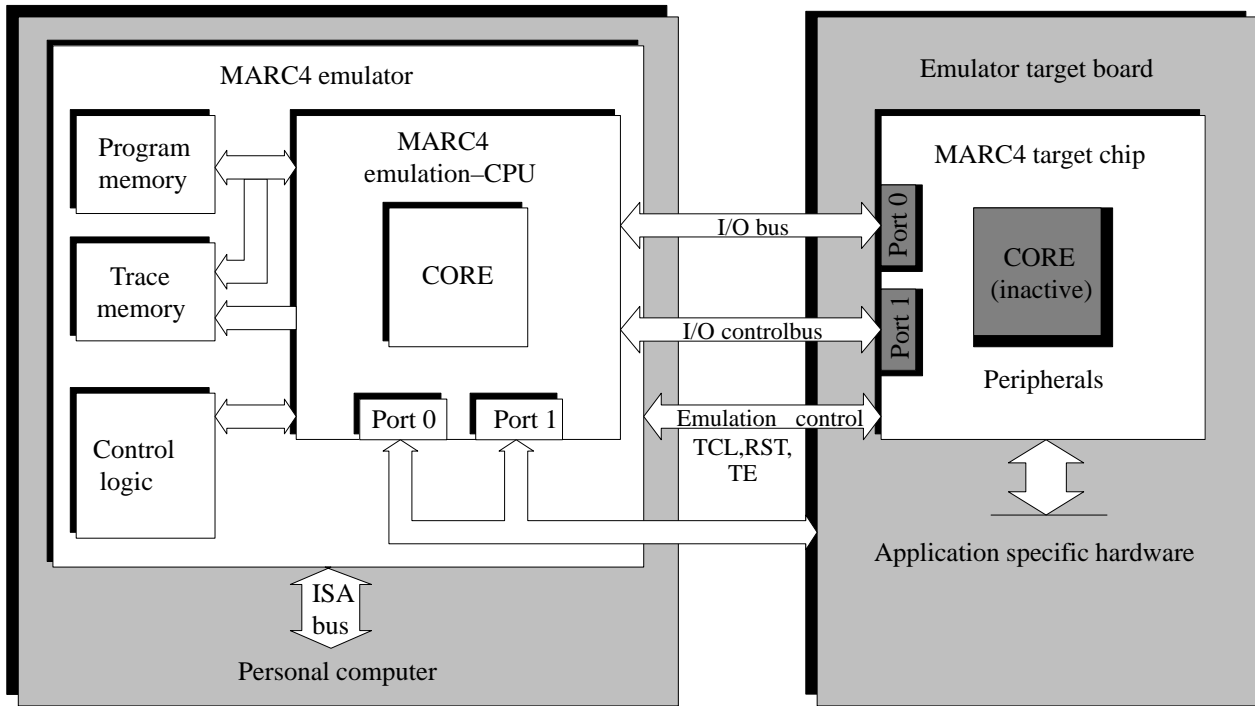 MARC4 emulator
Program
memory
Trace
memory
Control
logic
MARC4
emulation–CPU
CORE
Port 0
Port 1
ISA
bus
Personal computer
I/O bus
I/O controlbus
Emulation control
TCL,RST,
TE
Emulator target board
MARC4 target chip
Port 0
Port 1
CORE
(inactive)
Peripherals
Application specific hardware